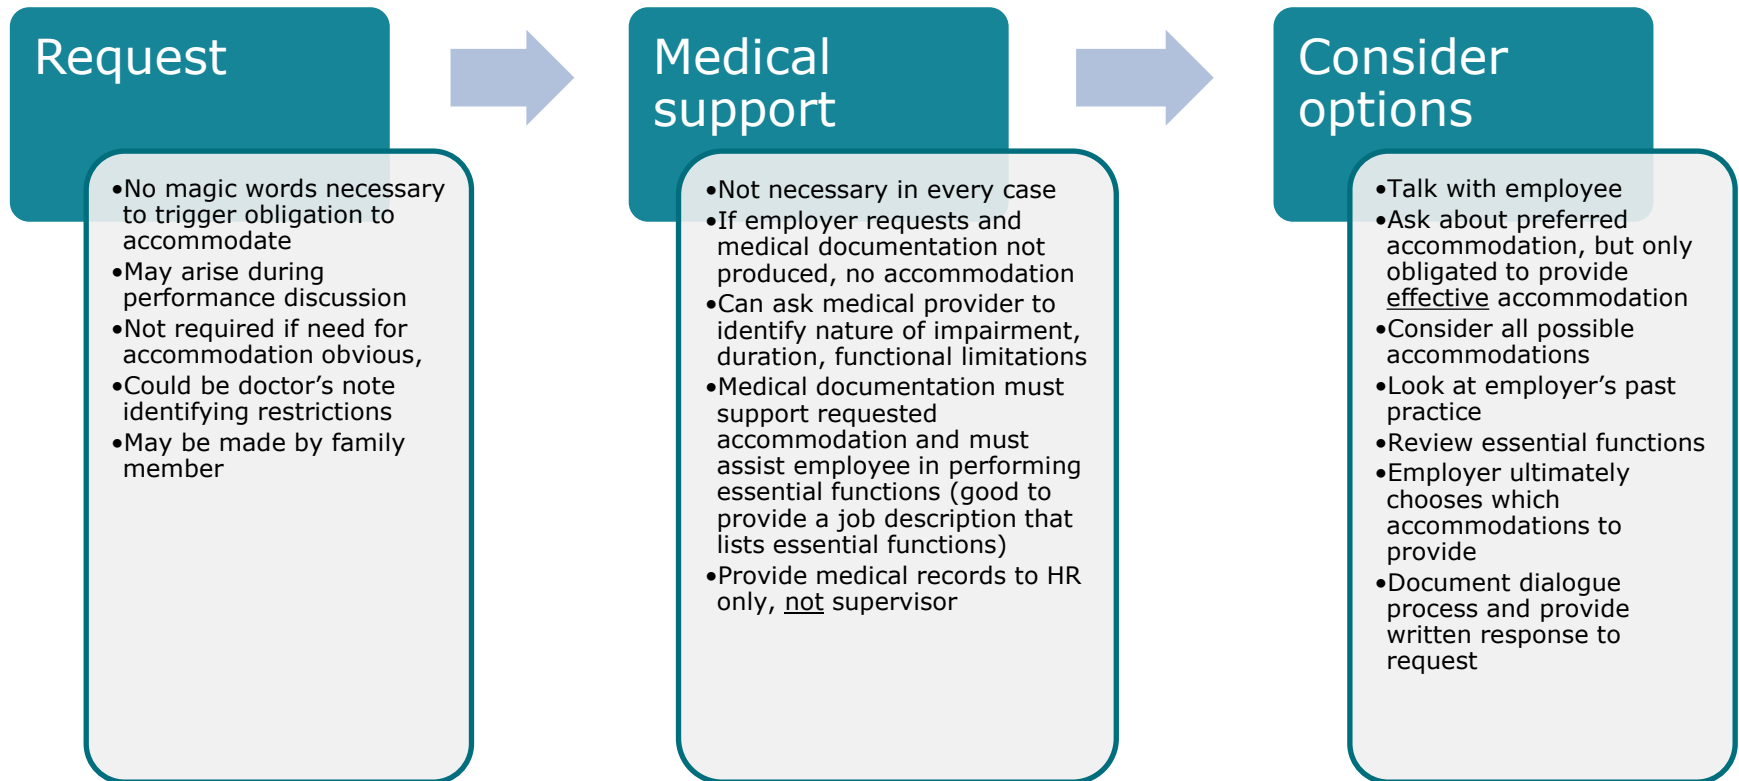 Request
•No magic words necessary
to trigger obligation to
accommodate
•May arise during
performance discussion
•Not required if need for
accommodation obvious,
•Could be doctor’s note
identifying restrictions
•May be made by family
member
Medical
support
•Not necessary in every case
•If employer requests and
medical documentation not
produced, no accommodation
•Can ask medical provider to
identify nature of impairment,
duration, functional limitations
•Medical documentation must
support requested
accommodation and must
assist employee in performing
essential functions (good to
provide a job description that
lists essential functions)
•Provide medical records to HR
only, not supervisor
Consider
options
•Talk with employee
•Ask about preferred
accommodation, but only
obligated to provide
effective accommodation
•Consider all possible
accommodations
•Look at employer’s past
practice
•Review essential functions
•Employer ultimately
chooses which
accommodations to
provide
•Document dialogue
process and provide
written response to
request